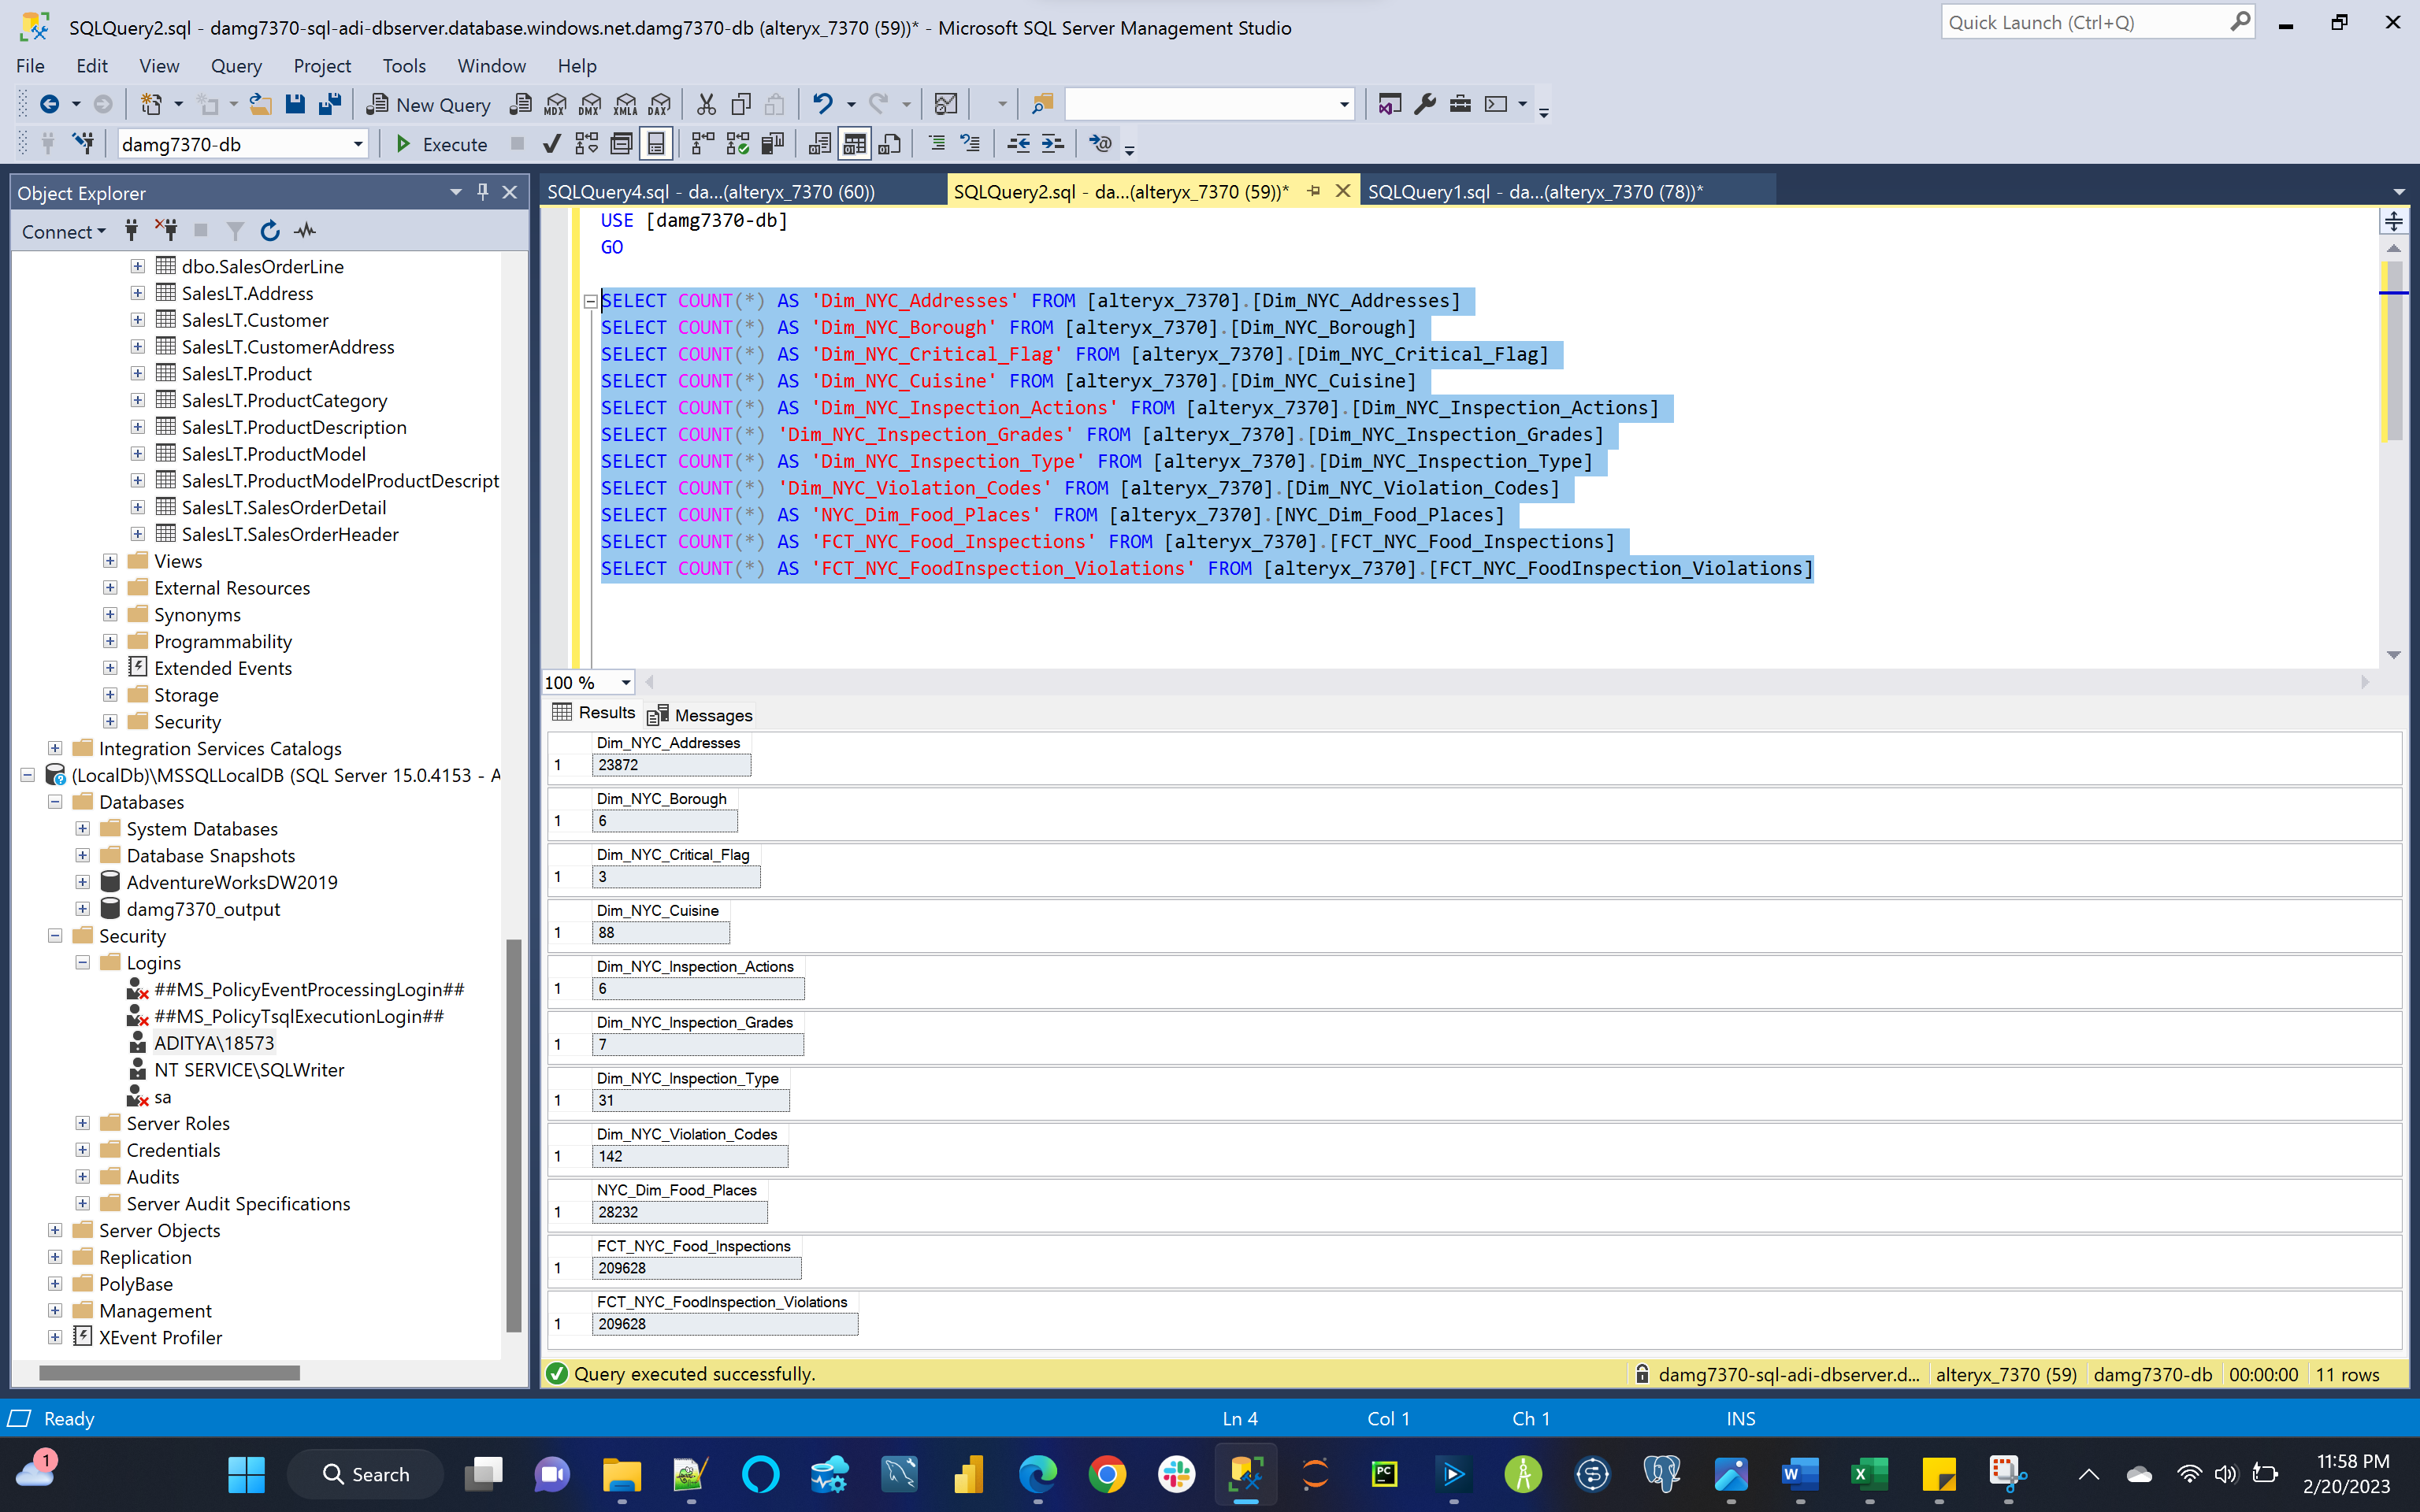 SQLQuery2.sql - damg7370-sql-adi-dbserver.database.windows.net.damg7370-db (alteryx_7370 (59))* - Microsoft SQL Server Management Studio
Quick Launch (Ctrl+Q)
File Edit View Query Project Tools Window Help
New Query MDX DMX XMLA DAX
damg7370-db Execute
Object Explorer
Connect
dbo.SalesOrderLine
SalesLT.Address
SalesLT.Customer
SalesLT.CustomerAddress
SalesLT.Product
SalesLT.ProductCategory
SalesLT.ProductDescription
SalesLT.ProductModel
SalesLT.ProductModelProductDescript
SalesLT.SalesOrderDetail
SalesLT.SalesOrderHeader
Views
External Resources
Synonyms
Programmability
Extended Events
Storage
Security
Integration Services Catalogs
(LocalDb)\MSSQLLocalDB (SQL Server 15.0.4153 - A
Databases
System Databases
Database Snapshots
AdventureWorksDW2019
damg7370_output
Security
Logins
##MS_PolicyEventProcessingLogin##
##MS_PolicyTsqlExecutionLogin##
ADITYA\18573
NT SERVICE\SQLWriter
sa
Server Roles
Credentials
Audits
Server Audit Specifications
Server Objects
Replication
PolyBase
Management
XEvent Profiler
SQLQuery4.sql - da...(alteryx_7370 (60)) SQLQuery2.sql - da...(alteryx_7370 (59))* SQLQuery1.sql - da...(alteryx_7370 (78))*
USE [damg7370-db]
GO
SELECT COUNT(*) AS 'Dim_NYC_Addresses' FROM [alteryx_7370].[Dim_NYC_Addresses]
SELECT COUNT(*) AS 'Dim_NYC_Borough' FROM [alteryx_7370].[Dim_NYC_Borough]
SELECT COUNT(*) AS 'Dim_NYC_Critical_Flag' FROM [alteryx_7370].[Dim_NYC_Critical_Flag]
SELECT COUNT(*) AS 'Dim_NYC_Cuisine' FROM [alteryx_7370].[Dim_NYC_Cuisine]
SELECT COUNT(*) AS 'Dim_NYC_Inspection_Actions' FROM [alteryx_7370].[Dim_NYC_Inspection_Actions]
SELECT COUNT(*) 'Dim_NYC_Inspection_Grades' FROM [alteryx_7370].[Dim_NYC_Inspection_Grades]
SELECT COUNT(*) AS 'Dim_NYC_Inspection_Type' FROM [alteryx_7370].[Dim_NYC_Inspection_Type]
SELECT COUNT(*) 'Dim_NYC_Violation_Codes' FROM [alteryx_7370].[Dim_NYC_Violation_Codes]
SELECT COUNT(*) AS 'NYC_Dim_Food_Places' FROM [alteryx_7370].[NYC_Dim_Food_Places]
SELECT COUNT(*) AS 'FCT_NYC_Food_Inspections' FROM [alteryx_7370].[FCT_NYC_Food_Inspections]
SELECT COUNT(*) AS 'FCT_NYC_FoodInspection_Violations' FROM [alteryx_7370].[FCT_NYC_FoodInspection_Violations]
100 %
Results Messages
Dim_NYC_Addresses
1 23872
Dim_NYC_Borough
1 6
Dim_NYC_Critical_Flag
1 3
Dim_NYC_Cuisine
1 88
Dim_NYC_Inspection_Actions
1 6
Dim_NYC_Inspection_Grades
1 7
Dim_NYC_Inspection_Type
1 31
Dim_NYC_Violation_Codes
1 142
NYC_Dim_Food_Places
1 28232
FCT_NYC_Food_Inspections
1 209628
FCT_NYC_FoodInspection_Violations
1 209628
Query executed successfully. damg7370-sql-adi-dbserver.d... alteryx_7370 (59) damg7370-db 00:00:00 11 rows
Ready Ln 4 Col 1 Ch 1 INS
1
Search
PC
W
X
11:58 PM
2/20/2023